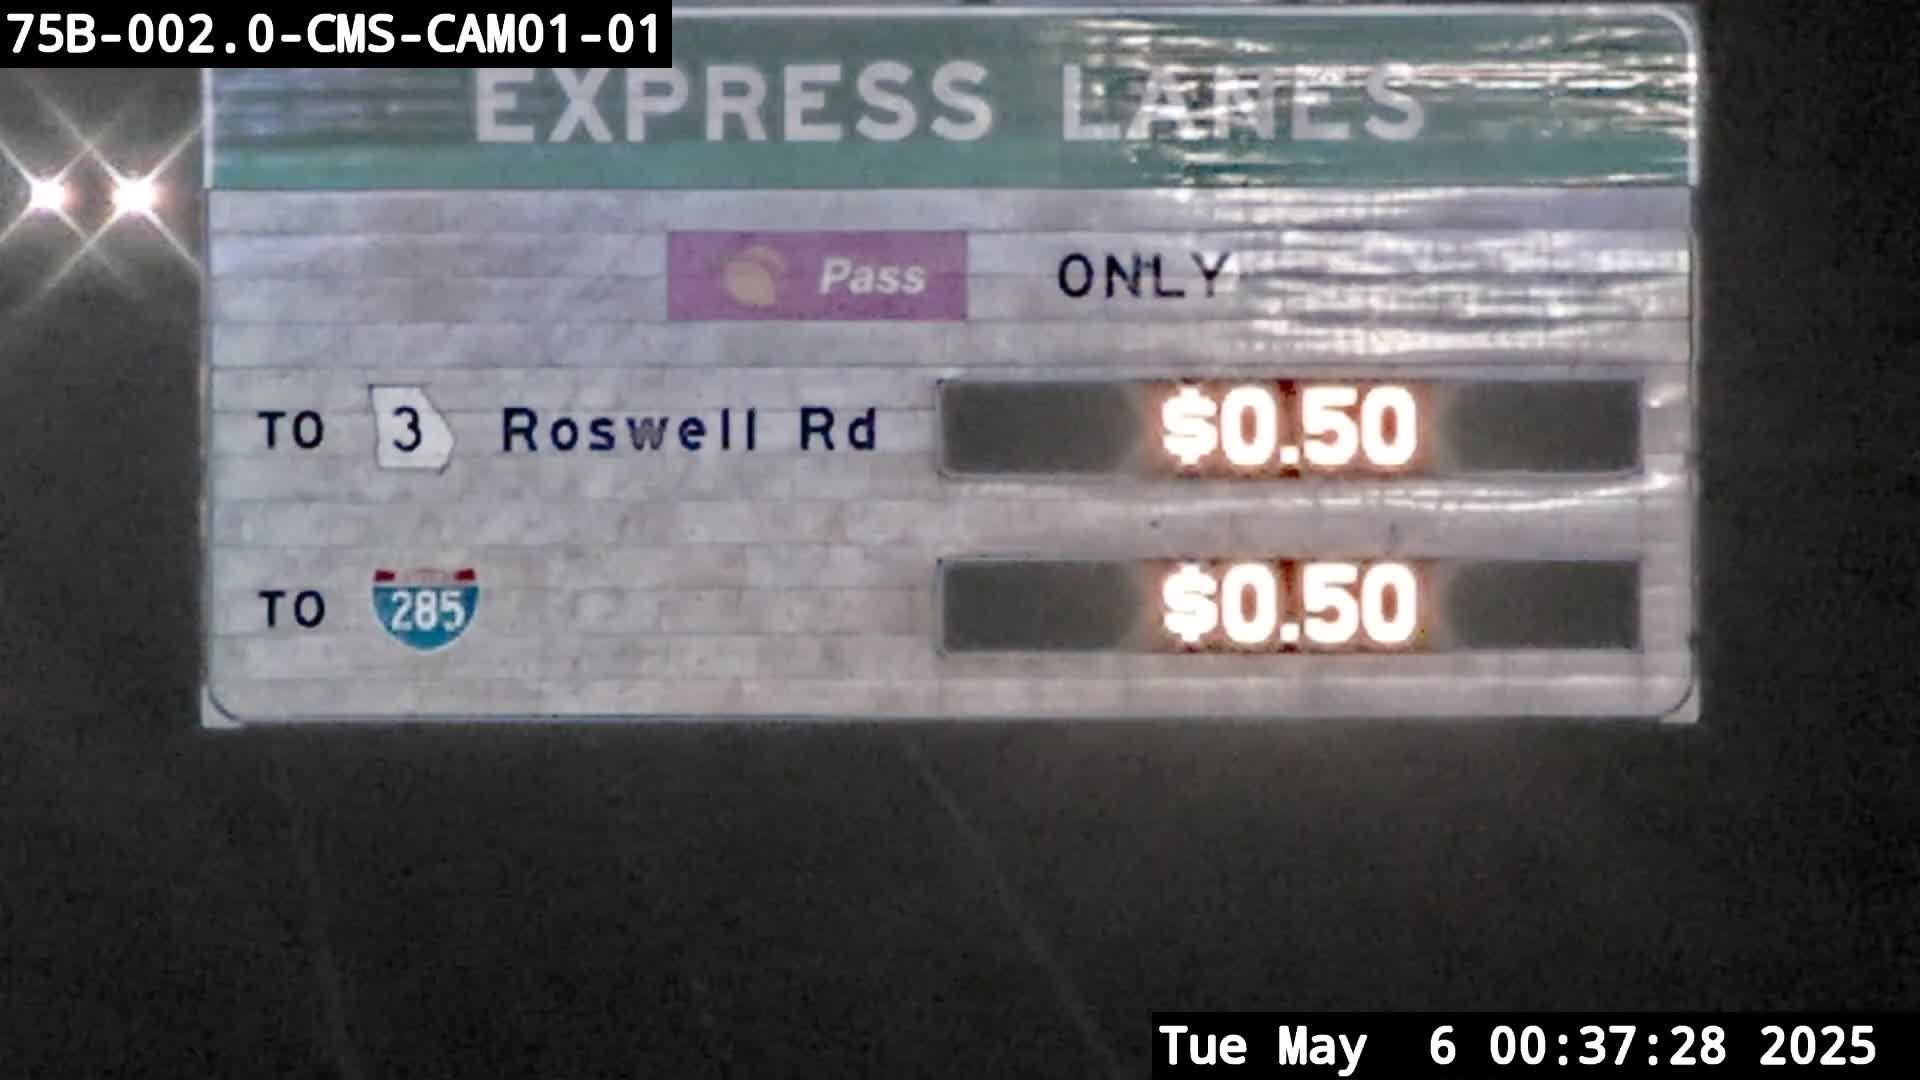 75B-002.0-CMS-CAM01-01
EXPRESS LANES
Pass ONLY
TO 3 Roswell Rd $0.50
TO 285 $0.50
Tue May 6 00:37:28 2025